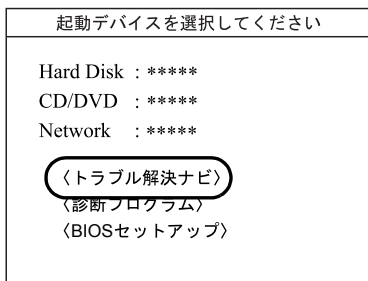 起動デバイスを選択してください
Hard Disk : *****
CD/DVD : *****
Network : *****
〈トラブル解決ナビ〉
〈診断プログラム〉
〈BIOSセットアップ〉